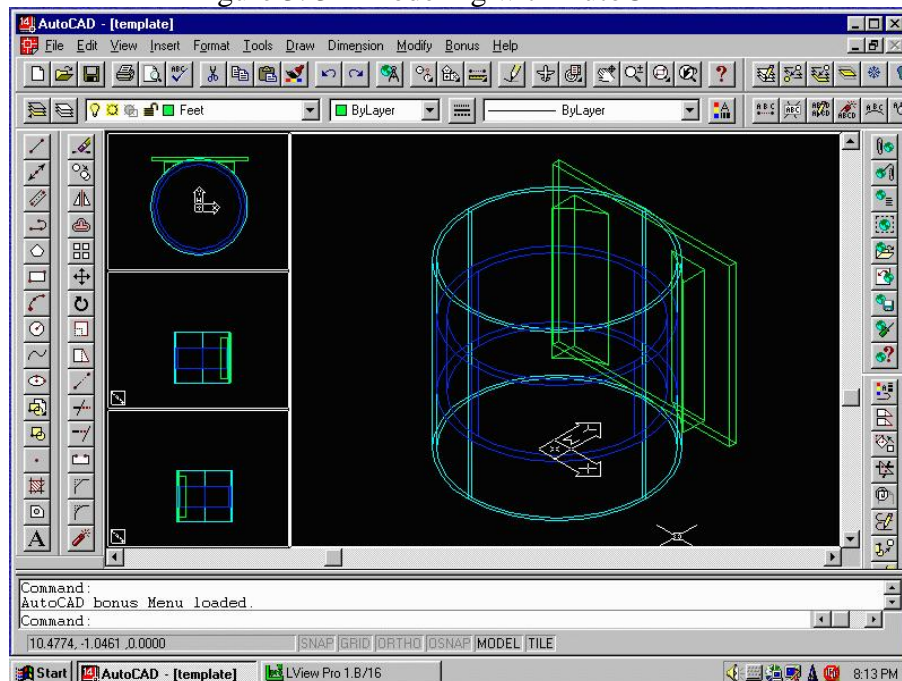 AutoCAD - [template]
File Edit View Insert Format Tools Draw Dimension Modify Bonus Help
Feet ByLayer ByLayer
Command:
AutoCAD bonus Menu loaded.
Command:
10.4774, -1.0461 ,0.0000 SNAP GRID ORTHO OSNAP MODEL TILE
Start AutoCAD - [template] LView Pro 1.B/16 8:13 PM